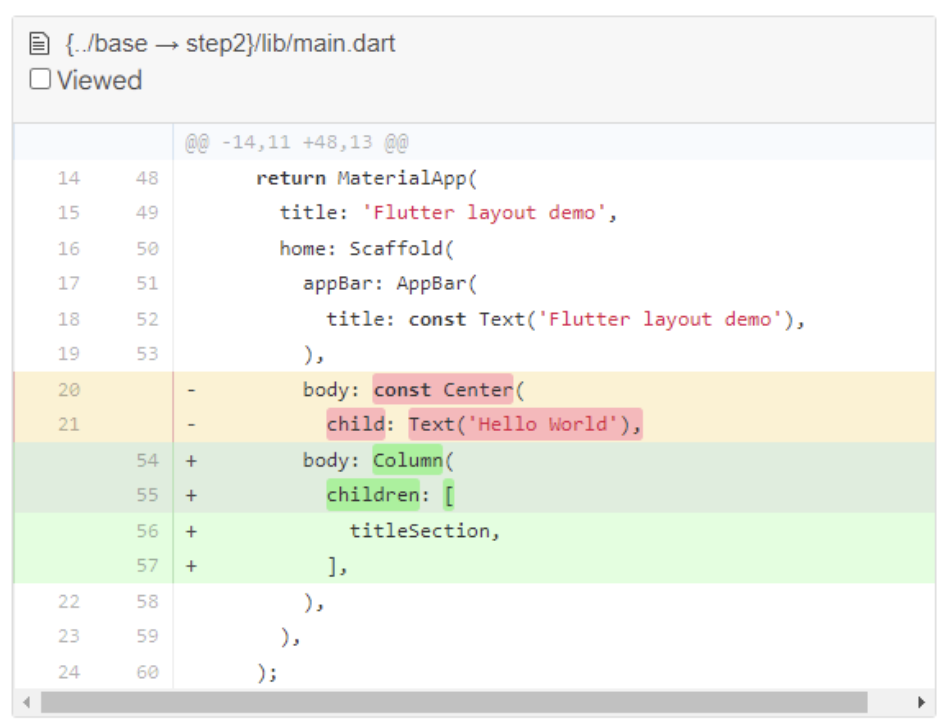 {../base → step2}/lib/main.dart
Viewed
@@ -14,11 +48,13 @@
14 48 return MaterialApp(
15 49 title: 'Flutter layout demo',
16 50 home: Scaffold(
17 51 appBar: AppBar(
18 52 title: const Text('Flutter layout demo'),
19 53 ),
20 - body: const Center(
21 - child: Text('Hello World'),
54 + body: Column(
55 + children: [
56 + titleSection,
57 + ],
22 58 ),
23 59 ),
24 60 );